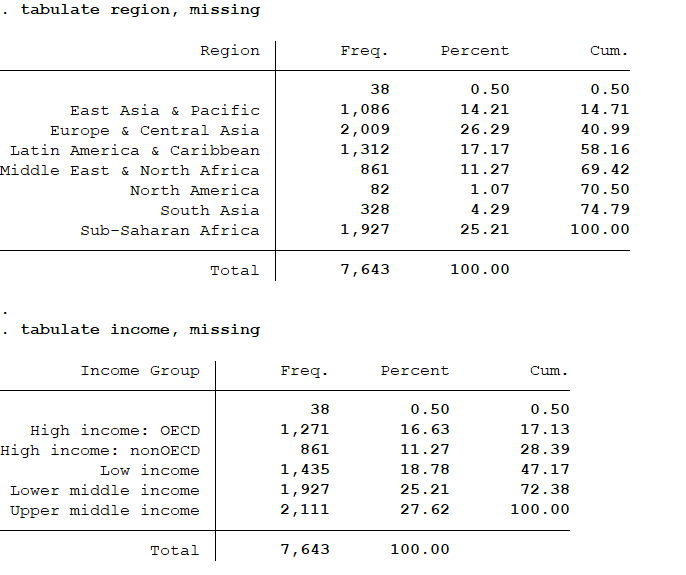 . tabulate region, missing
Region Freq. Percent Cum.
38 0.50 0.50
East Asia & Pacific 1,086 14.21 14.71
Europe & Central Asia 2,009 26.29 40.99
Latin America & Caribbean 1,312 17.17 58.16
Middle East & North Africa 861 11.27 69.42
North America 82 1.07 70.50
South Asia 328 4.29 74.79
Sub-Saharan Africa 1,927 25.21 100.00
Total 7,643 100.00
.
. tabulate income, missing
Income Group Freq. Percent Cum.
38 0.50 0.50
High income: OECD 1,271 16.63 17.13
High income: nonOECD 861 11.27 28.39
Low income 1,435 18.78 47.17
Lower middle income 1,927 25.21 72.38
Upper middle income 2,111 27.62 100.00
Total 7,643 100.00